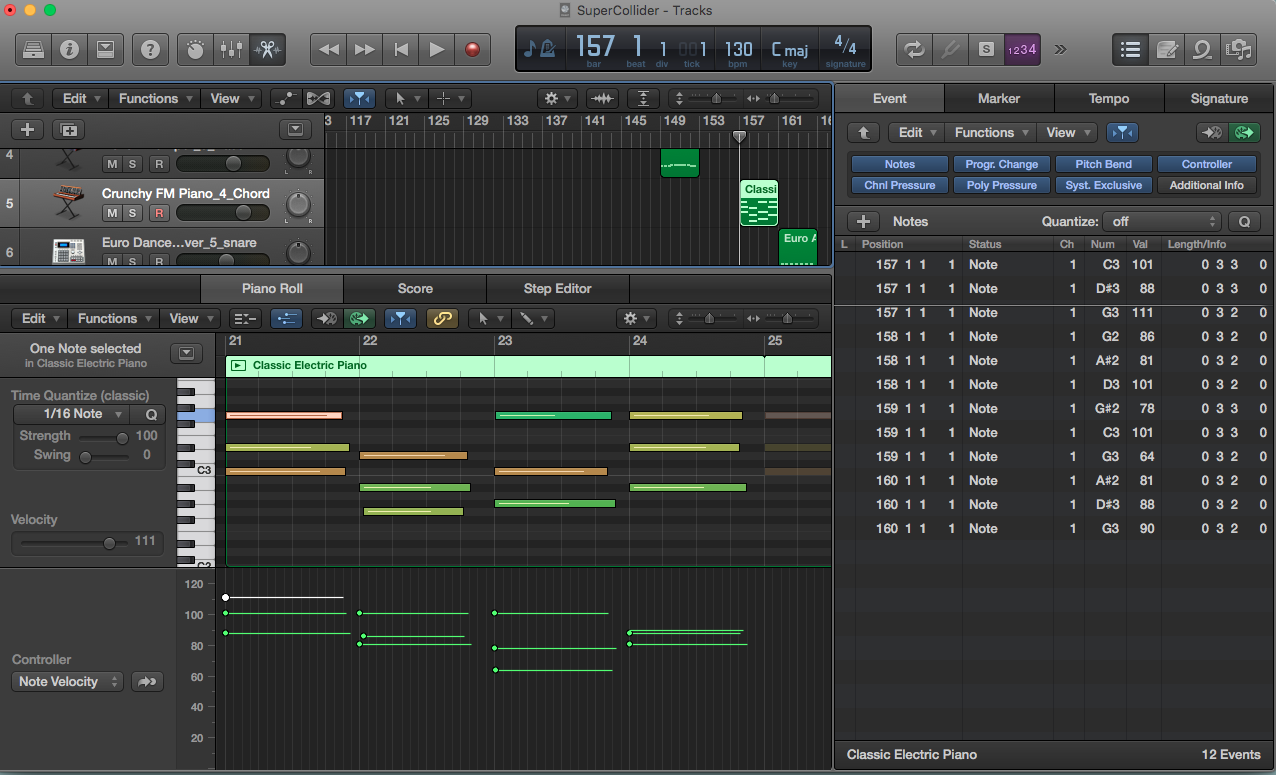 SuperCollider - Tracks
157 1 1 001 130 C maj 4/4
bar beat div tick bpm key signature
S 1234
Edit Functions View
Event Marker Tempo Signature
3 117 121 125 129 133 137 141 145 149 153 157 161 16
Edit Functions View
4 M S R L R
Notes Progr. Change Pitch Bend Controller
Chnl Pressure Poly Pressure Syst. Exclusive Additional Info
5 Crunchy FM Piano_4_Chord Classi
M S R L R
Notes Quantize: off Q
6 Euro Dance...ver_5_snare Euro A
M S R
L Position Status Ch Num Val Length/Info
157 1 1 1 Note 1 C3 101 0 3 3 0
157 1 1 1 Note 1 D#3 88 0 3 3 0
157 1 1 1 Note 1 G3 111 0 3 2 0
158 1 1 1 Note 1 G2 86 0 3 2 0
158 1 1 1 Note 1 A#2 81 0 3 2 0
158 1 1 1 Note 1 D3 101 0 3 2 0
159 1 1 1 Note 1 G#2 78 0 3 3 0
159 1 1 1 Note 1 C3 101 0 3 3 0
159 1 1 1 Note 1 G3 64 0 3 2 0
160 1 1 1 Note 1 A#2 81 0 3 2 0
160 1 1 1 Note 1 D#3 88 0 3 2 0
160 1 1 1 Note 1 G3 90 0 3 2 0
Classic Electric Piano 12 Events
Piano Roll Score Step Editor
Edit Functions View
One Note selected
in Classic Electric Piano
21 22 23 24 25
Classic Electric Piano
Time Quantize (classic)
1/16 Note Q
Strength 100
Swing 0
C3
Velocity
111
120
100
80
60
40
20
Controller
Note Velocity